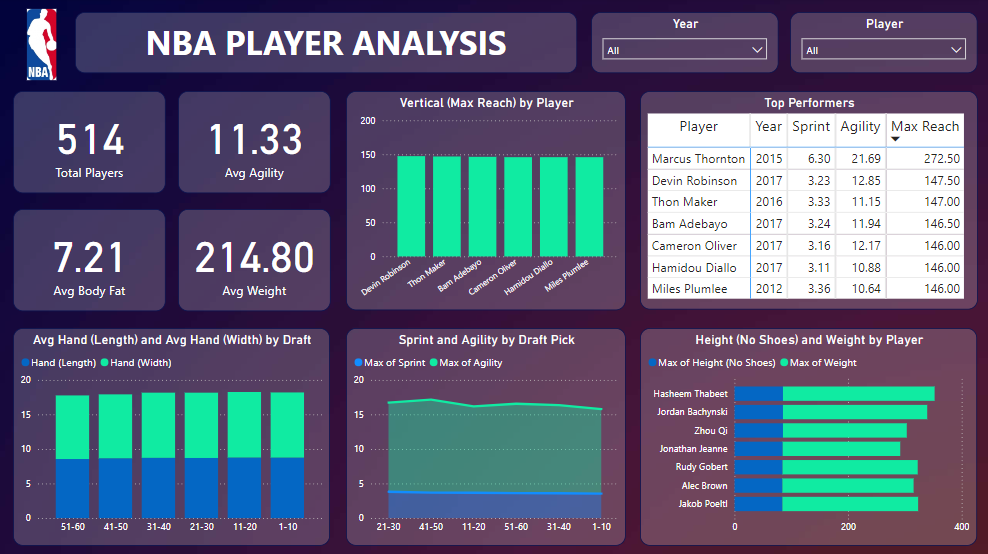 NBA
NBA PLAYER ANALYSIS
Year
All
Player
All
514
Total Players
11.33
Avg Agility
7.21
Avg Body Fat
214.80
Avg Weight
Vertical (Max Reach) by Player
200
150
100
50
0
Devin Robinson
Thon Maker
Bam Adebayo
Cameron Oliver
Hamidou Diallo
Miles Plumlee
Top Performers
Player Year Sprint Agility Max Reach
Marcus Thornton 2015 6.30 21.69 272.50
Devin Robinson 2017 3.23 12.85 147.50
Thon Maker 2016 3.33 11.15 147.00
Bam Adebayo 2017 3.24 11.94 146.50
Cameron Oliver 2017 3.16 12.17 146.00
Hamidou Diallo 2017 3.11 10.88 146.00
Miles Plumlee 2012 3.36 10.64 146.00
Avg Hand (Length) and Avg Hand (Width) by Draft
Hand (Length) Hand (Width)
20
15
10
5
0
51-60 41-50 31-40 21-30 11-20 1-10
Sprint and Agility by Draft Pick
Max of Sprint Max of Agility
20
15
10
5
0
21-30 41-50 11-20 51-60 31-40 1-10
Height (No Shoes) and Weight by Player
Max of Height (No Shoes) Max of Weight
Hasheem Thabeet
Jordan Bachynski
Zhou Qi
Jonathan Jeanne
Rudy Gobert
Alec Brown
Jakob Poeltl
0 200 400